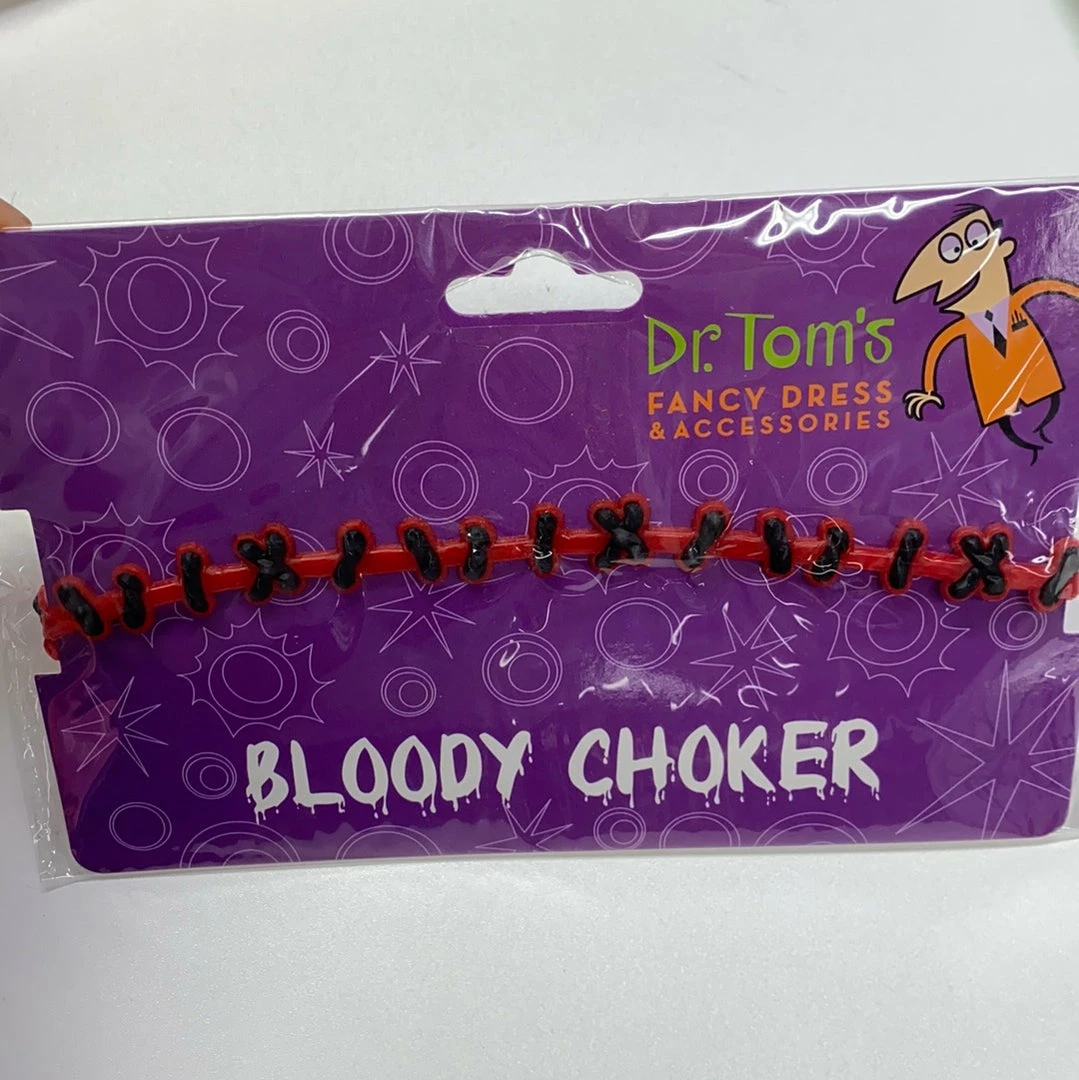 Dr. Tom's
FANCY DRESS
& ACCESSORIES
BLOODY CHOKER